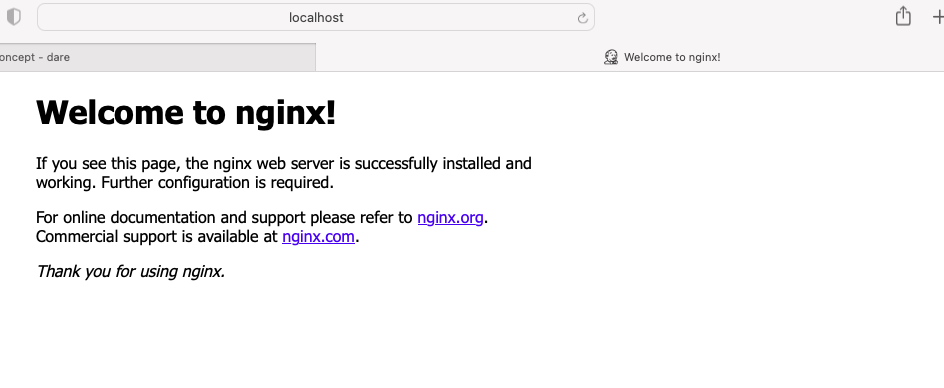 localhost
oncept - dare
Welcome to nginx!
Welcome to nginx!
If you see this page, the nginx web server is successfully installed and
working. Further configuration is required.
For online documentation and support please refer to nginx.org.
Commercial support is available at nginx.com.
Thank you for using nginx.